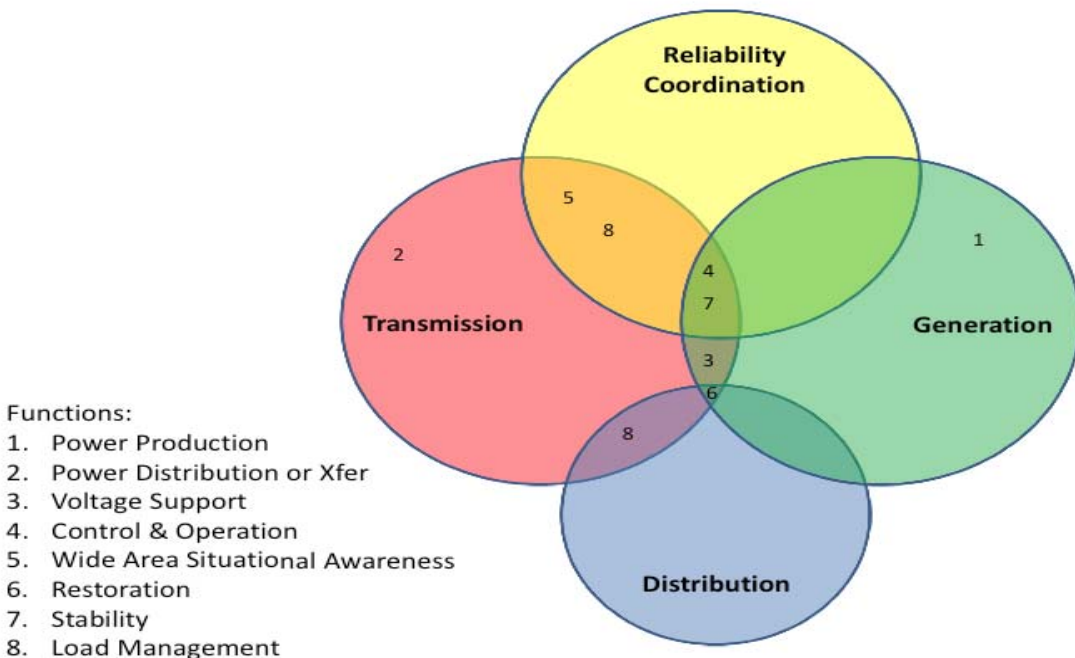 Reliability
Coordination
5
8
2
1
4
7
Transmission
Generation
3
6
8
Distribution
Functions:
1. Power Production
2. Power Distribution or Xfer
3. Voltage Support
4. Control & Operation
5. Wide Area Situational Awareness
6. Restoration
7. Stability
8. Load Management